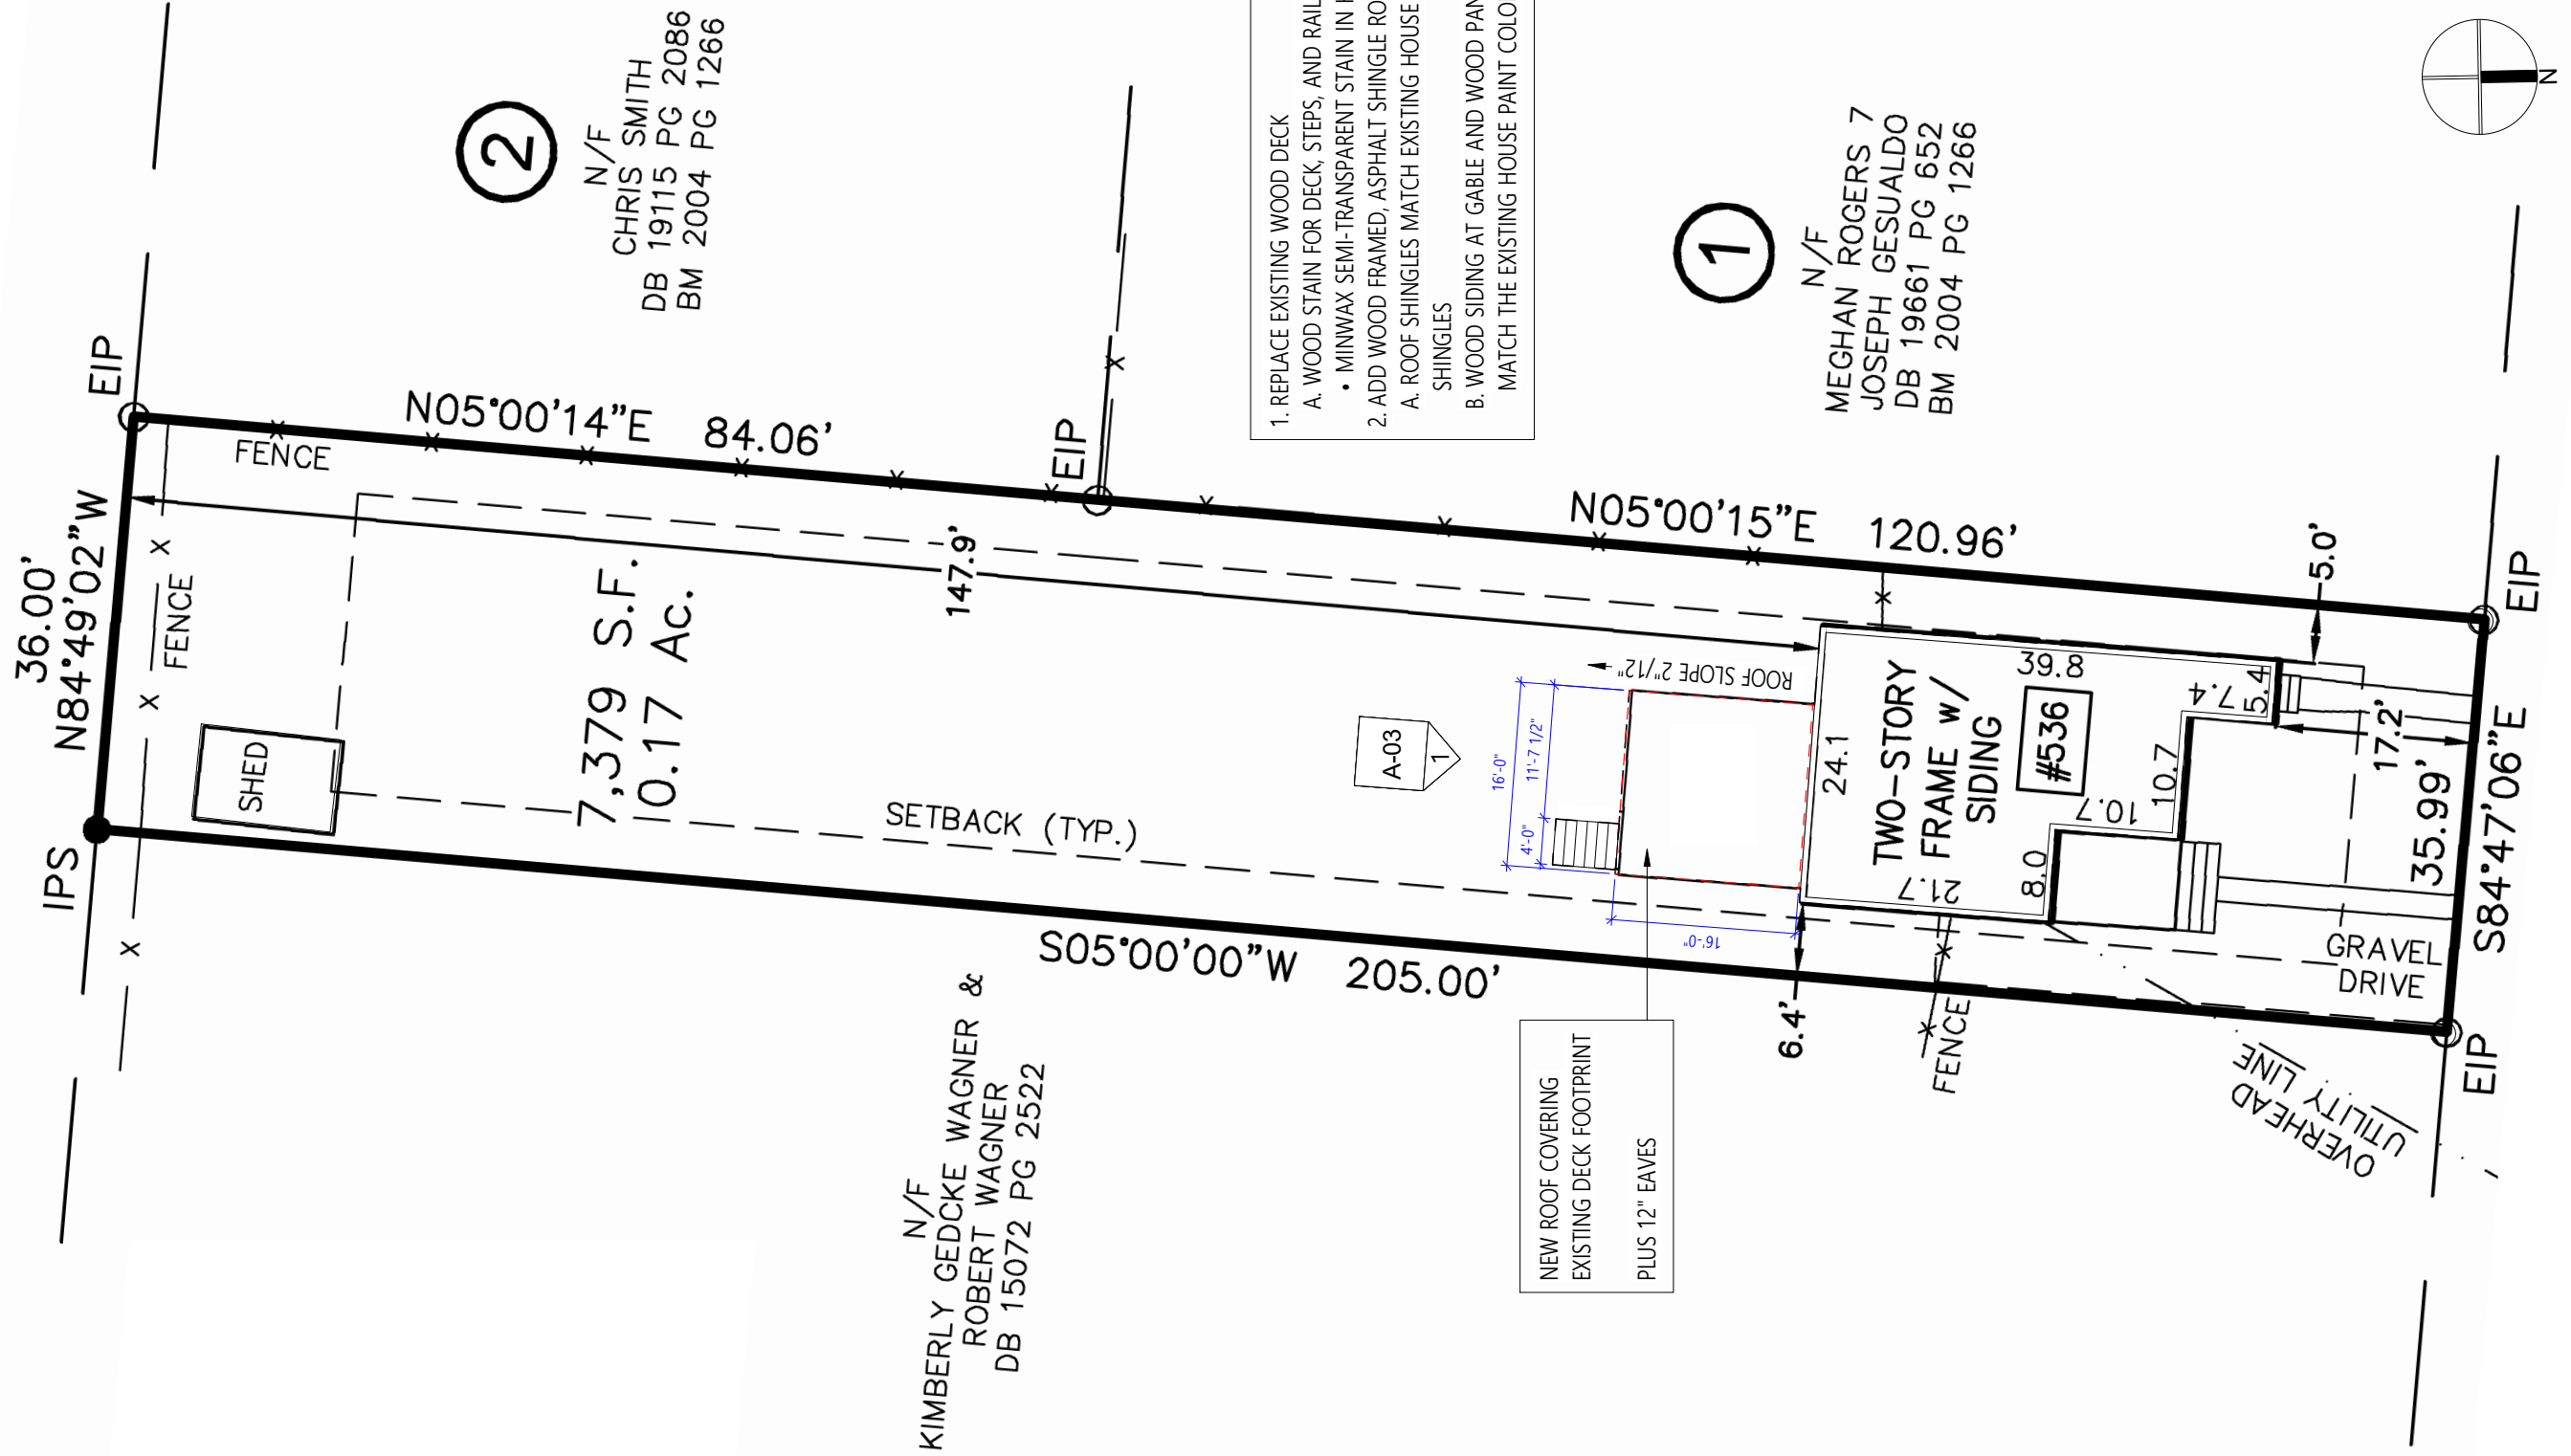 36.00'
N84°49'02"W
EIP
IPS
FENCE
FENCE
SHED
2
N/F
CHRIS SMITH
DB 19115 PG 2086
BM 2004 PG 1266
N05°00'14"E 84.06'
EIP
7,379 S.F.
0.17 Ac.
147.9'
SETBACK (TYP.)
S05°00'00"W 205.00'
N/F
KIMBERLY GEDCKE WAGNER &
ROBERT WAGNER
DB 15072 PG 2522
1. REPLACE EXISTING WOOD DECK
A. WOOD STAIN FOR DECK, STEPS, AND RAIL
• MINWAX SEMI-TRANSPARENT STAIN IN
2. ADD WOOD FRAMED, ASPHALT SHINGLE RO
A. ROOF SHINGLES MATCH EXISTING HOUSE
SHINGLES
B. WOOD SIDING AT GABLE AND WOOD PAN
MATCH THE EXISTING HOUSE PAINT COLO
A-03
1
16'-0"
11'-7 1/2"
4'-0"
16'-0"
ROOF SLOPE 2"/12"
NEW ROOF COVERING
EXISTING DECK FOOTPRINT
PLUS 12" EAVES
1
N/F
MEGHAN ROGERS 7
JOSEPH GESUALDO
DB 19661 PG 652
BM 2004 PG 1266
N05°00'15"E 120.96'
24.1
TWO-STORY
FRAME w/
SIDING
#536
39.8
21.7
8.0
10.7
10.7
7.4
5.4
5.0'
17.2'
6.4'
FENCE
GRAVEL
DRIVE
35.99'
S84°47'06"E
EIP
EIP
OVERHEAD
UTILITY LINE
N